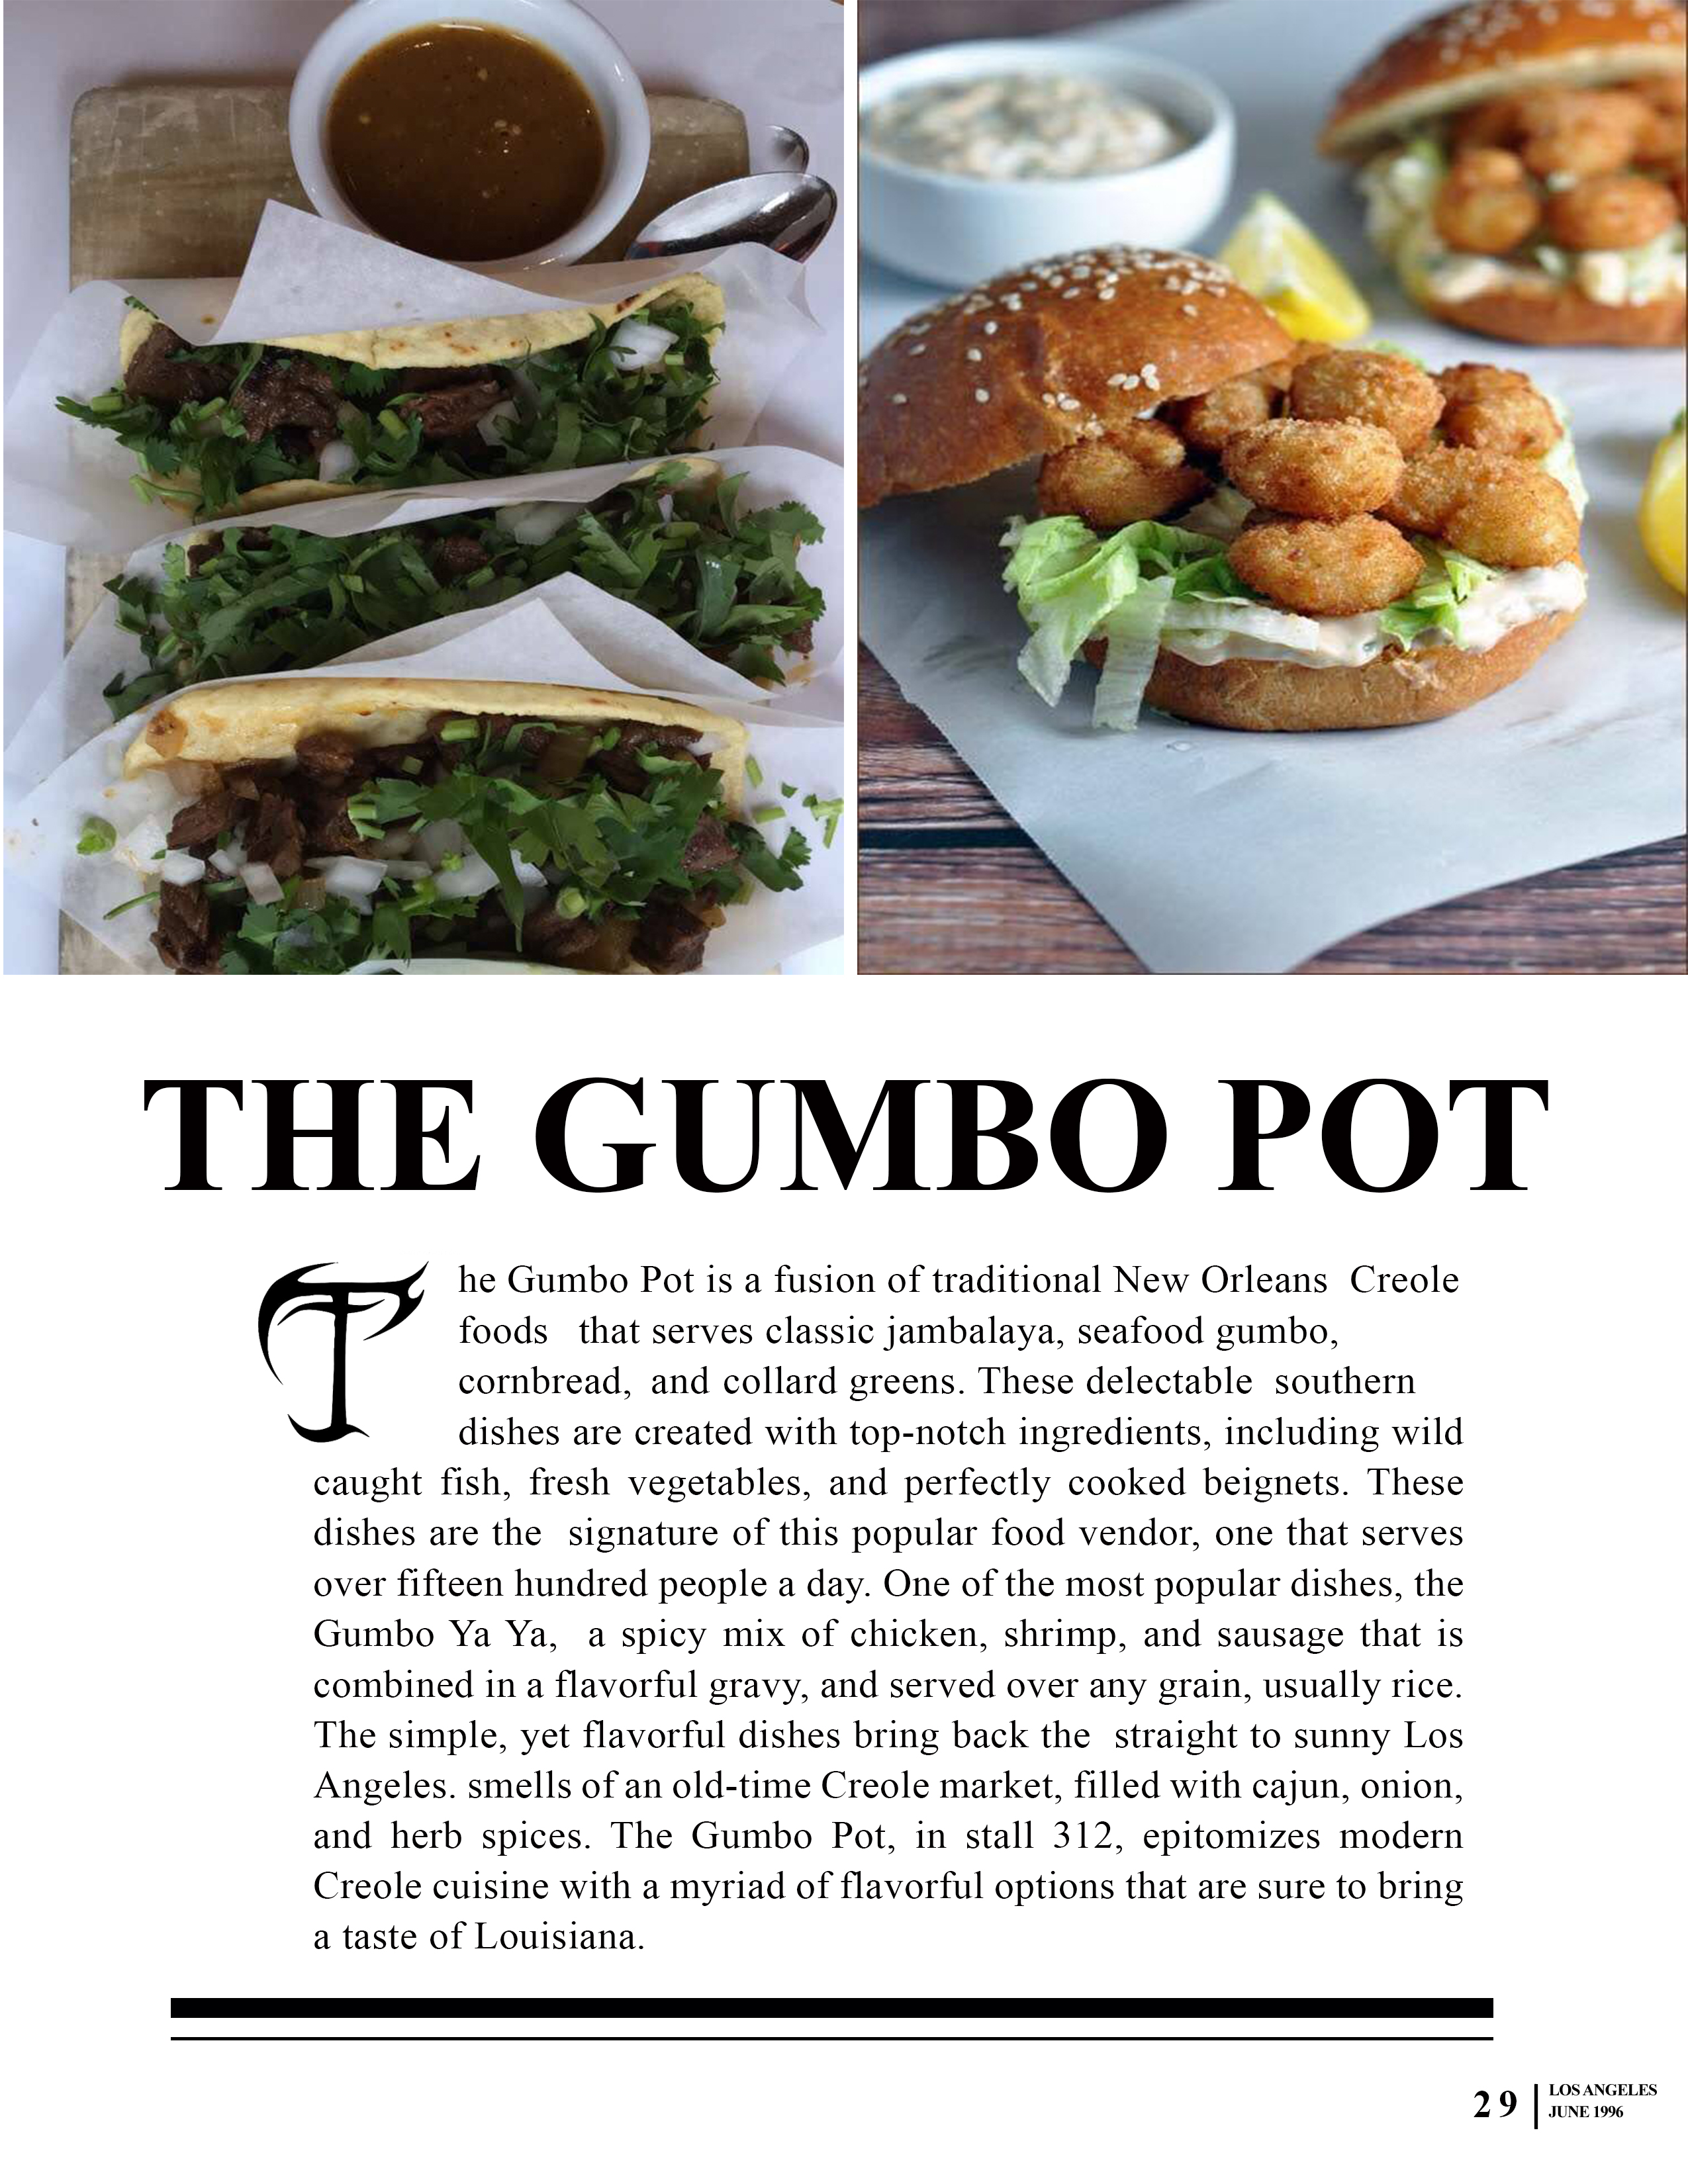 THE GUMBO POT
The Gumbo Pot is a fusion of traditional New Orleans Creole
foods that serves classic jambalaya, seafood gumbo,
cornbread, and collard greens. These delectable southern
dishes are created with top-notch ingredients, including wild
caught fish, fresh vegetables, and perfectly cooked beignets. These
dishes are the signature of this popular food vendor, one that serves
over fifteen hundred people a day. One of the most popular dishes, the
Gumbo Ya Ya, a spicy mix of chicken, shrimp, and sausage that is
combined in a flavorful gravy, and served over any grain, usually rice.
The simple, yet flavorful dishes bring back the straight to sunny Los
Angeles. smells of an old-time Creole market, filled with cajun, onion,
and herb spices. The Gumbo Pot, in stall 312, epitomizes modern
Creole cuisine with a myriad of flavorful options that are sure to bring
a taste of Louisiana.
29
LOS ANGELES
JUNE 1996